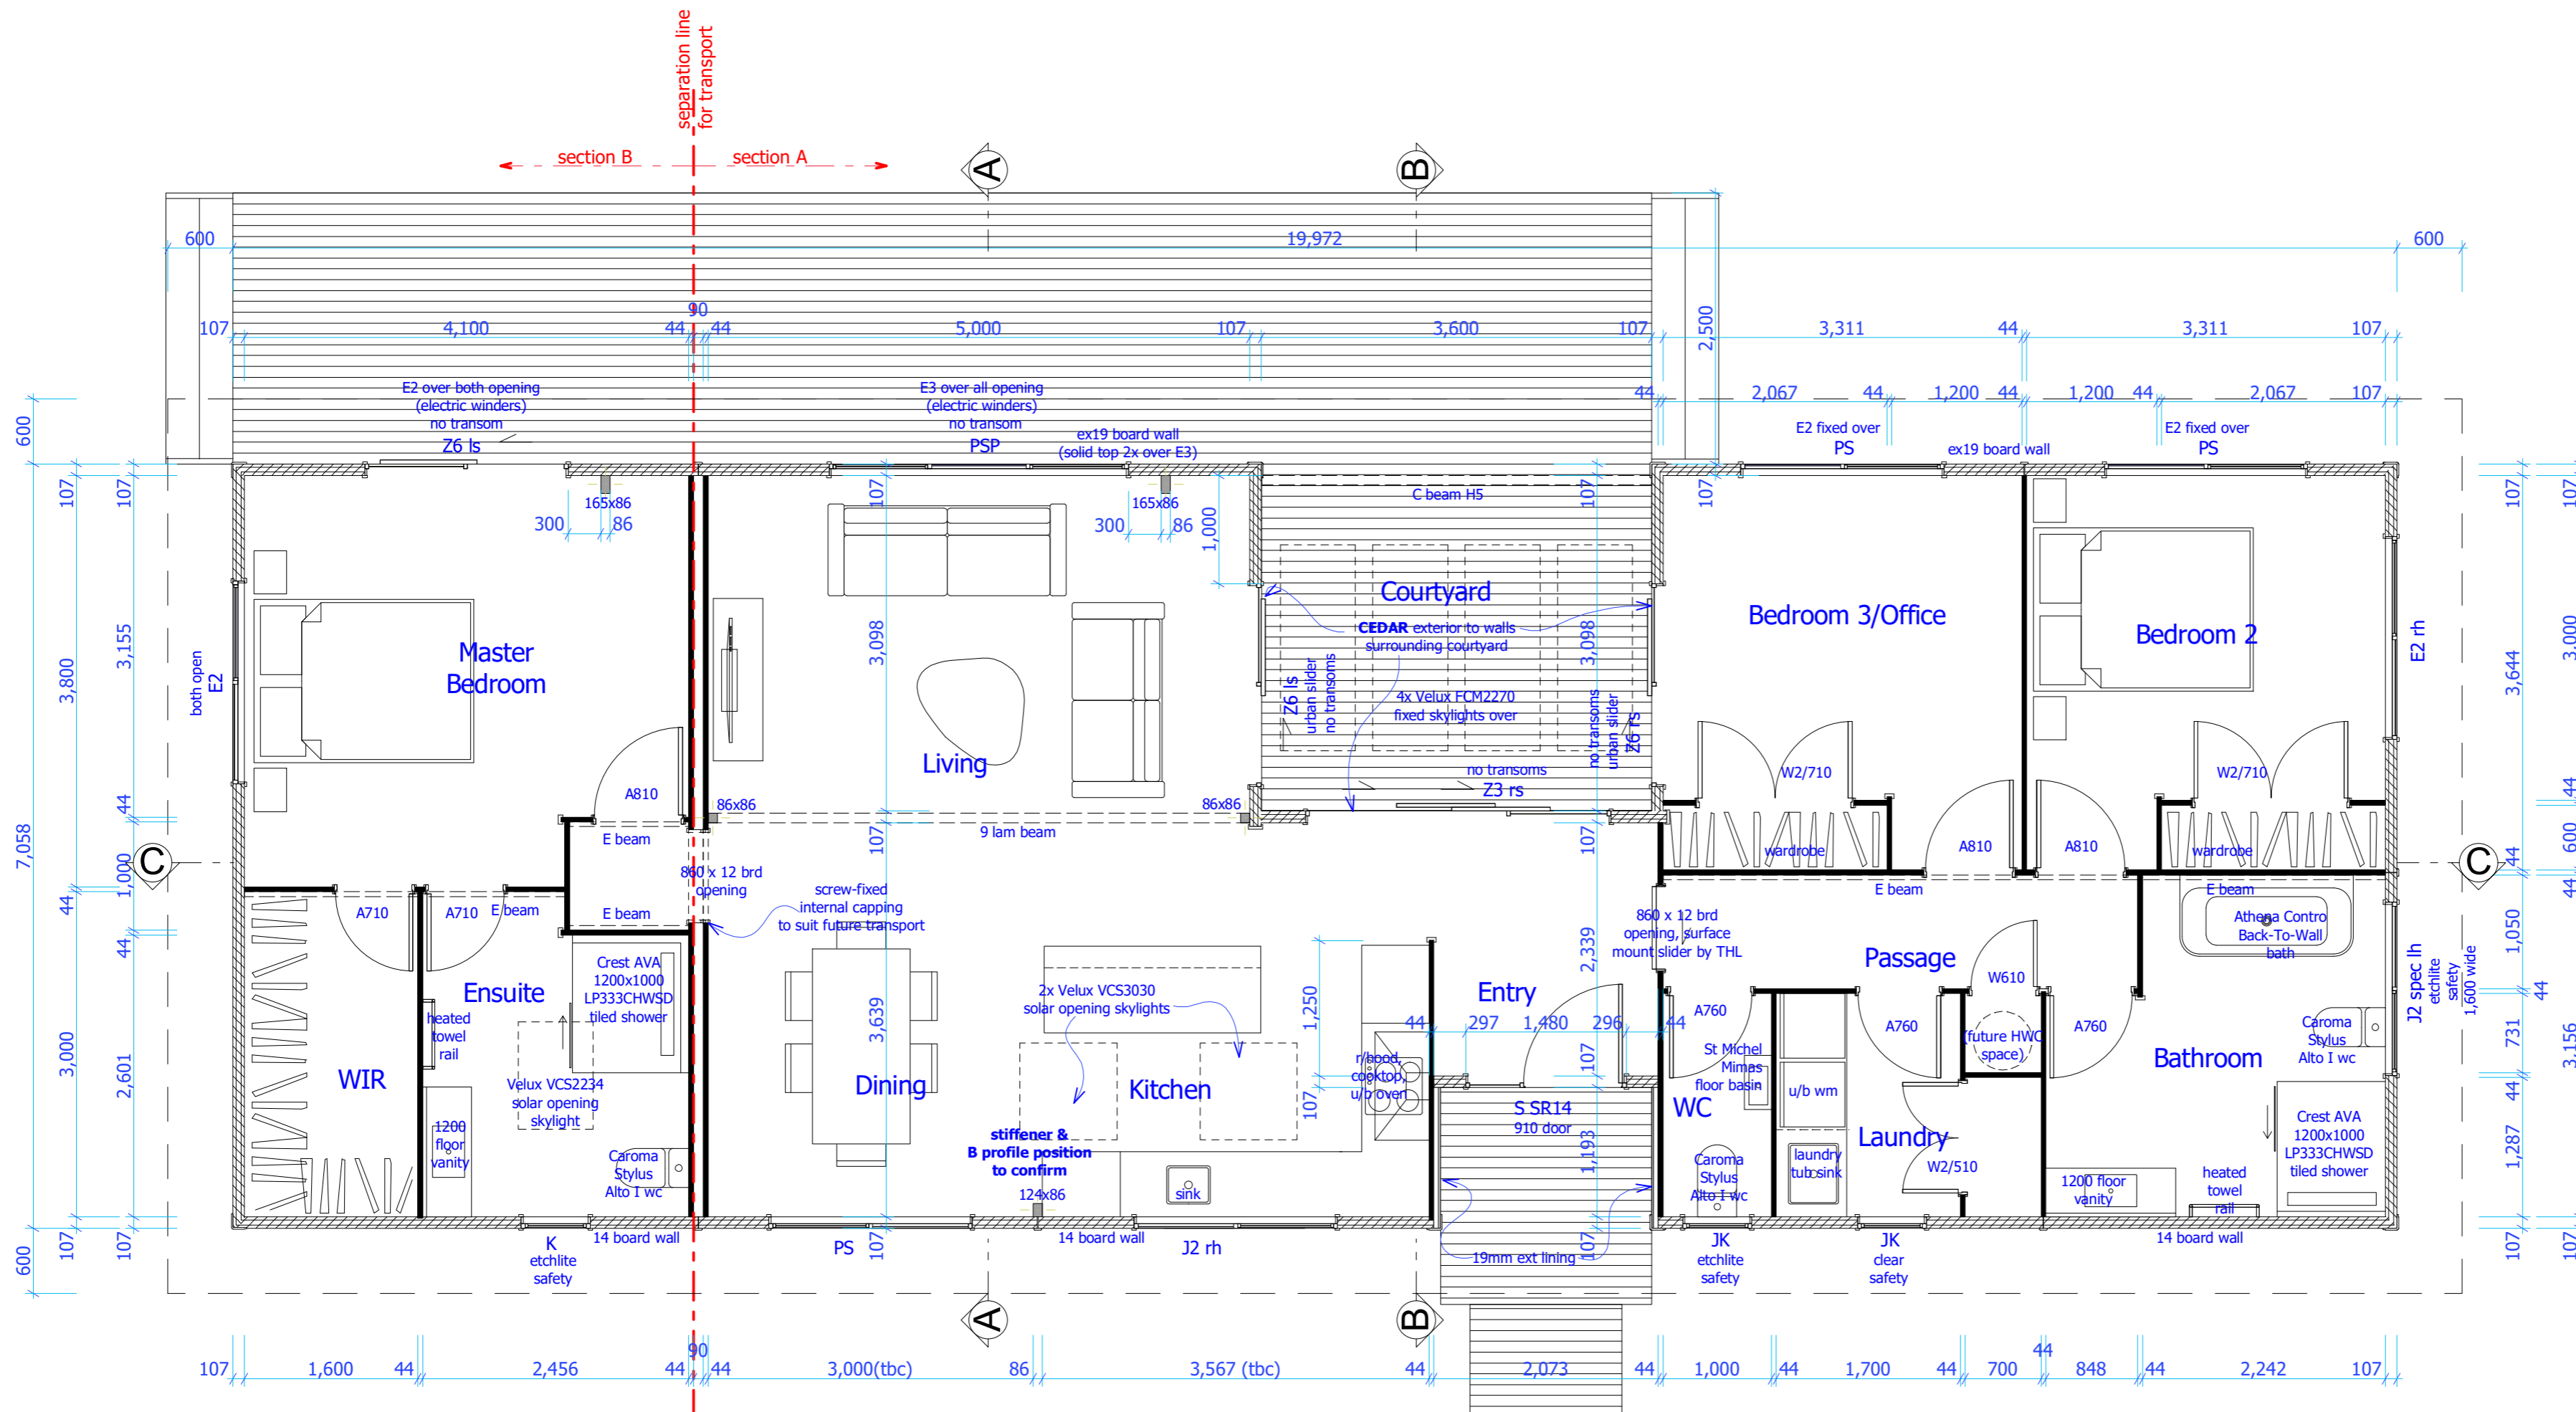 separation line
for transport
section B
section A
A
B
600
19,972
600
90
107
4,100
44
44
5,000
107
3,600
107
2,500
3,311
44
3,311
107
44
2,067
44
1,200
44
1,200
44
2,067
107
E2 over both opening
(electric winders)
no transom
Z6 ls
E3 over all opening
(electric winders)
no transom
PSP
ex19 board wall
(solid top 2x over E3)
E2 fixed over
PS
ex19 board wall
E2 fixed over
PS
600
7,058
600
107
3,800
44
3,000
107
107
3,155
44
1,000
44
2,601
107
both open
E2
165x86
300
86
107
165x86
300
86
1,000
C beam H5
107
107
Master
Bedroom
Living
3,098
Courtyard
CEDAR exterior to walls
surrounding courtyard
3,098
Z6 ls
urban slider
no transoms
4x Velux FCM2270
fixed skylights over
no transoms
urban slider
Z6 rs
no transoms
Z3 rs
Bedroom 3/Office
Bedroom 2
E2 rh
W2/710
W2/710
A810
86x86
86x86
9 lam beam
E beam
107
107
wardrobe
A810
A810
wardrobe
C
C
860 x 12 brd
opening
screw-fixed
internal capping
to suit future transport
E beam
E beam
E beam
E beam
A710
A710
E beam
860 x 12 brd
opening, surface
mount slider by THL
2,339
Athena Contro
Back-To-Wall
bath
Passage
W610
Crest AVA
1200x1000
LP333CHWSD
tiled shower
Ensuite
heated
towel
rail
WIR
Velux VCS2234
solar opening
skylight
1200
floor
vanity
Caroma
Stylus
Alto I wc
3,639
Dining
2x Velux VCS3030
solar opening skylights
Kitchen
1,250
107
r/hood,
cooktop,
u/b oven
stiffener &
B profile position
to confirm
124x86
sink
Entry
44
297
1,480
296
44
107
S SR14
910 door
1,193
107
19mm ext lining
A760
St Michel
Mimas
floor basin
WC
Caroma
Stylus
Alto I wc
u/b wm
laundry
tub sink
A760
(future HWC
space)
A760
Laundry
W2/510
Bathroom
Caroma
Stylus
Alto I wc
Crest AVA
1200x1000
LP333CHWSD
tiled shower
1200 floor
vanity
heated
towel
rail
J2 spec lh
etchlite
safety
1,600 wide
107
3,644
44
1,050
44
731
44
1,287
107
107
3,000
44
600
44
3,156
107
K
etchlite
safety
14 board wall
PS
107
14 board wall
J2 rh
JK
etchlite
safety
JK
clear
safety
14 board wall
A
B
107
1,600
44
2,456
44
90
44
3,000(tbc)
86
3,567 (tbc)
44
2,073
44
1,000
44
1,700
44
700
44
848
44
2,242
107